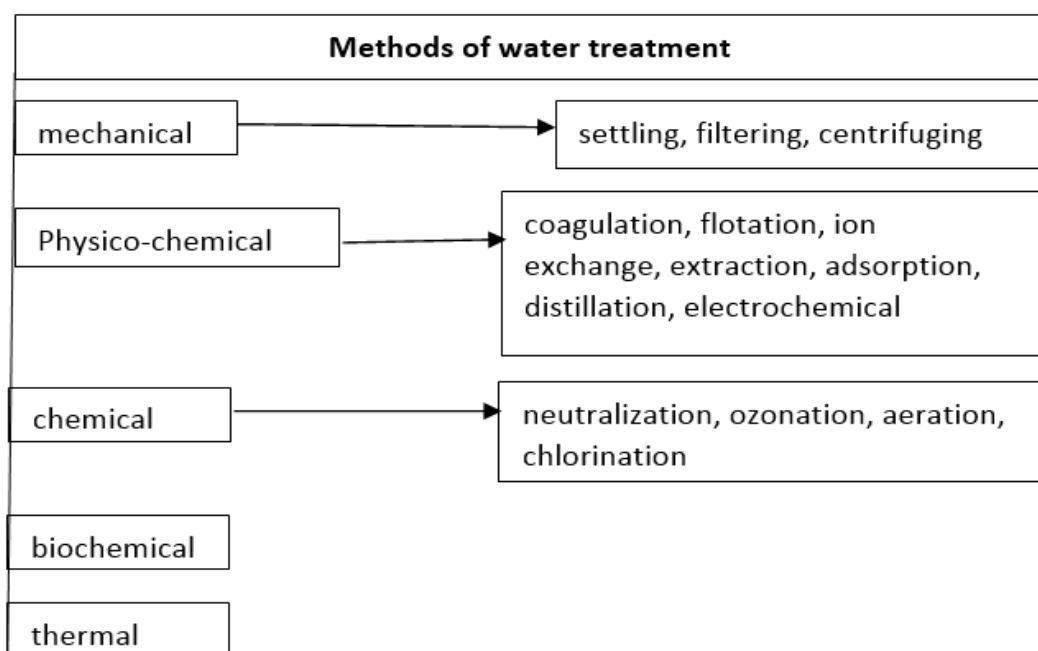 Methods of water treatment
mechanical
settling, filtering, centrifuging
Physico-chemical
coagulation, flotation, ion
exchange, extraction, adsorption,
distillation, electrochemical
chemical
neutralization, ozonation, aeration,
chlorination
biochemical
thermal